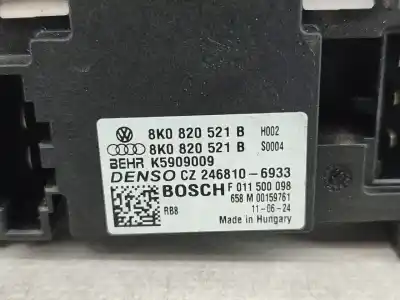 8K0 820 521 B H002
8K0 820 521 B S0004
BEHR K5909009
DENSO CZ 246810-6933
BOSCH F 011 500 098
658 M 00159761
RB8 11-06-24
Made in Hungary